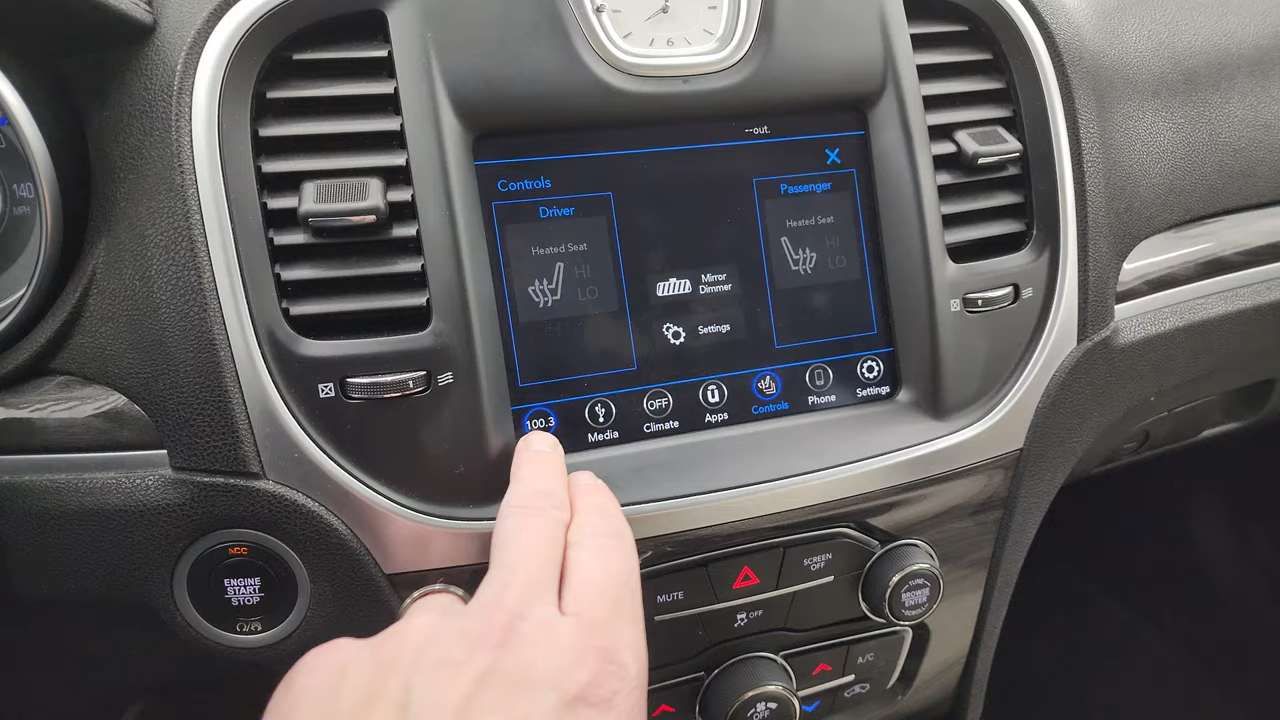 6
--out.
Controls
Driver
Heated Seat
HI
LO
Mirror
Dimmer
Settings
Passenger
Heated Seat
HI
LO
100.3
Media
OFF
Climate
Apps
Controls
Phone
Settings
140
MPH
ACC
ENGINE
START
STOP
MUTE
SCREEN
OFF
OFF
TUNE
BROWSE
ENTER
SCROLL
A/C
OFF